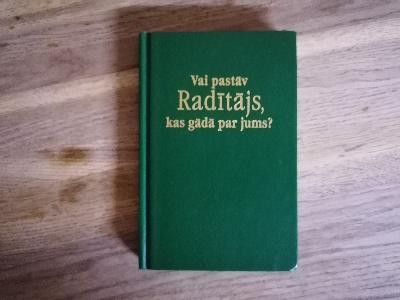 Vai pastāv
Radītājs,
kas gādā par jums?